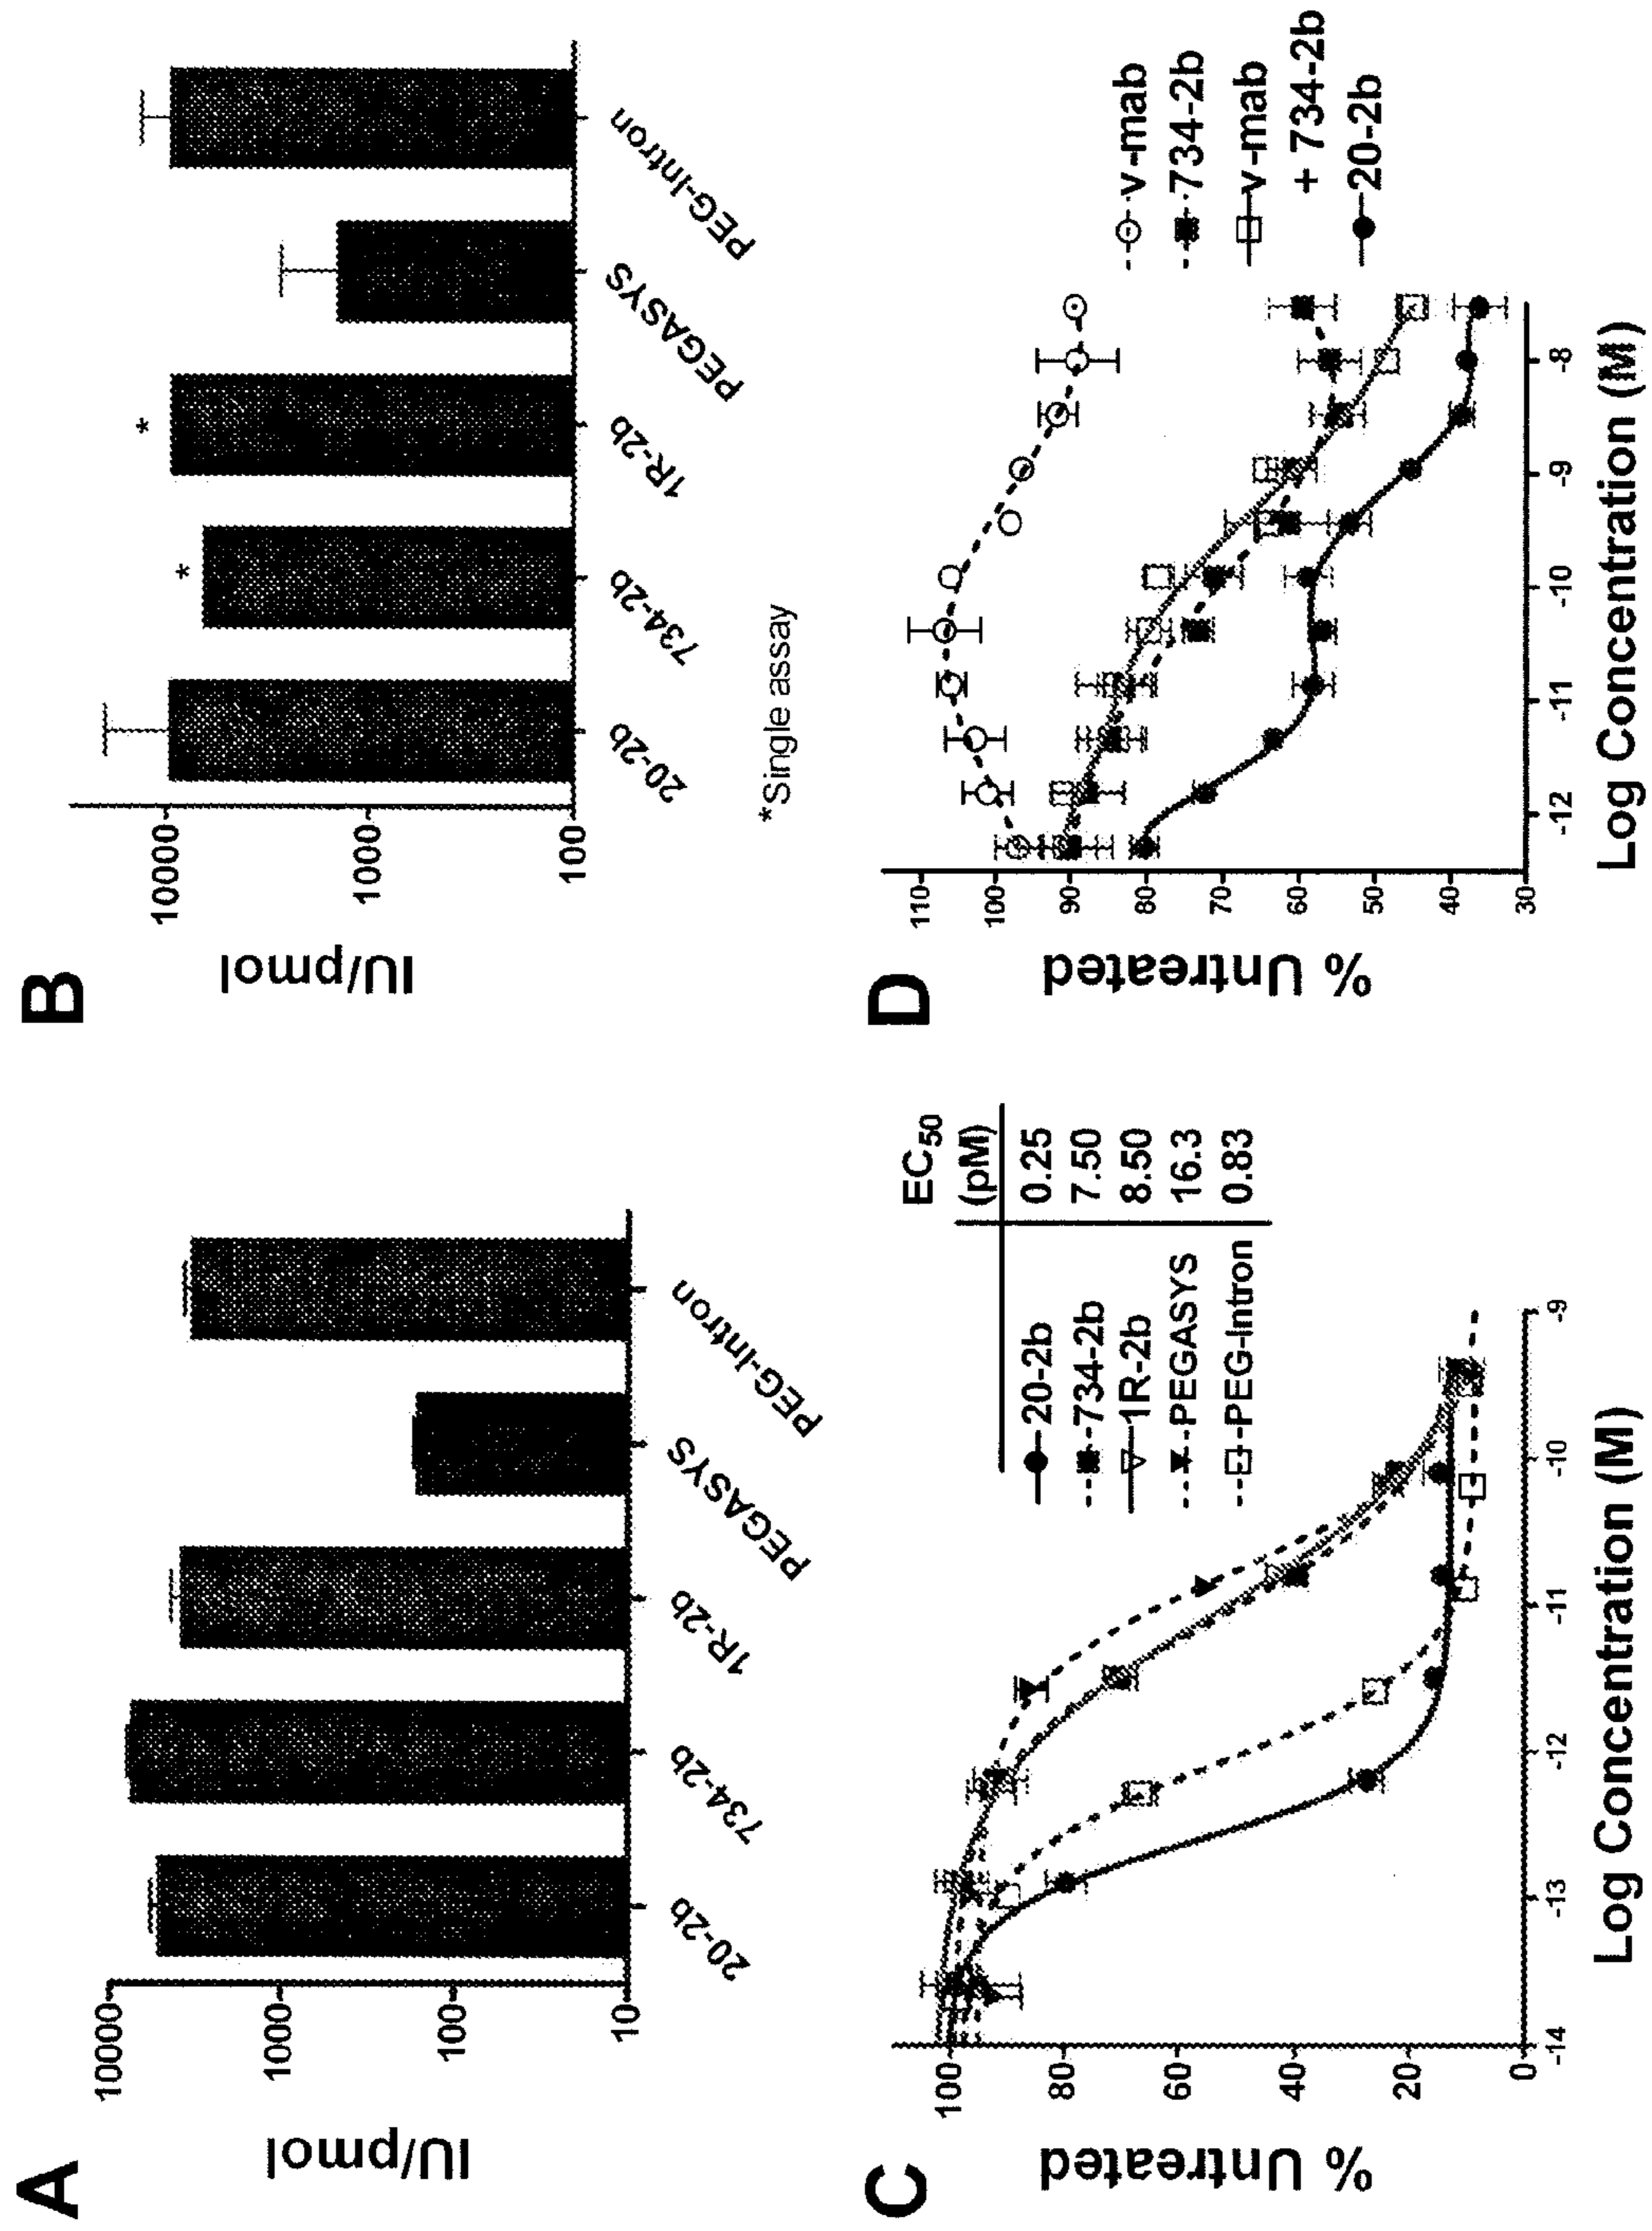 A
IU/pmol
10000
1000
100
10
20-2b
734-2b
1R-2b
PEGASYS
PEG-Intron
B
IU/pmol
10000
1000
100
*
*
20-2b
734-2b
1R-2b
PEGASYS
PEG-Intron
*Single assay
C
% Untreated
100
80
60
40
20
0
-14
-13
-12
-11
-10
-9
Log Concentration (M)
EC50
(pM)
20-2b 0.25
734-2b 7.50
1R-2b 8.50
PEGASYS 16.3
PEG-Intron 0.83
D
% Untreated
110
100
90
80
70
60
50
40
30
-12
-11
-10
-9
-8
Log Concentration (M)
v-mab
734-2b
v-mab
+ 734-2b
20-2b